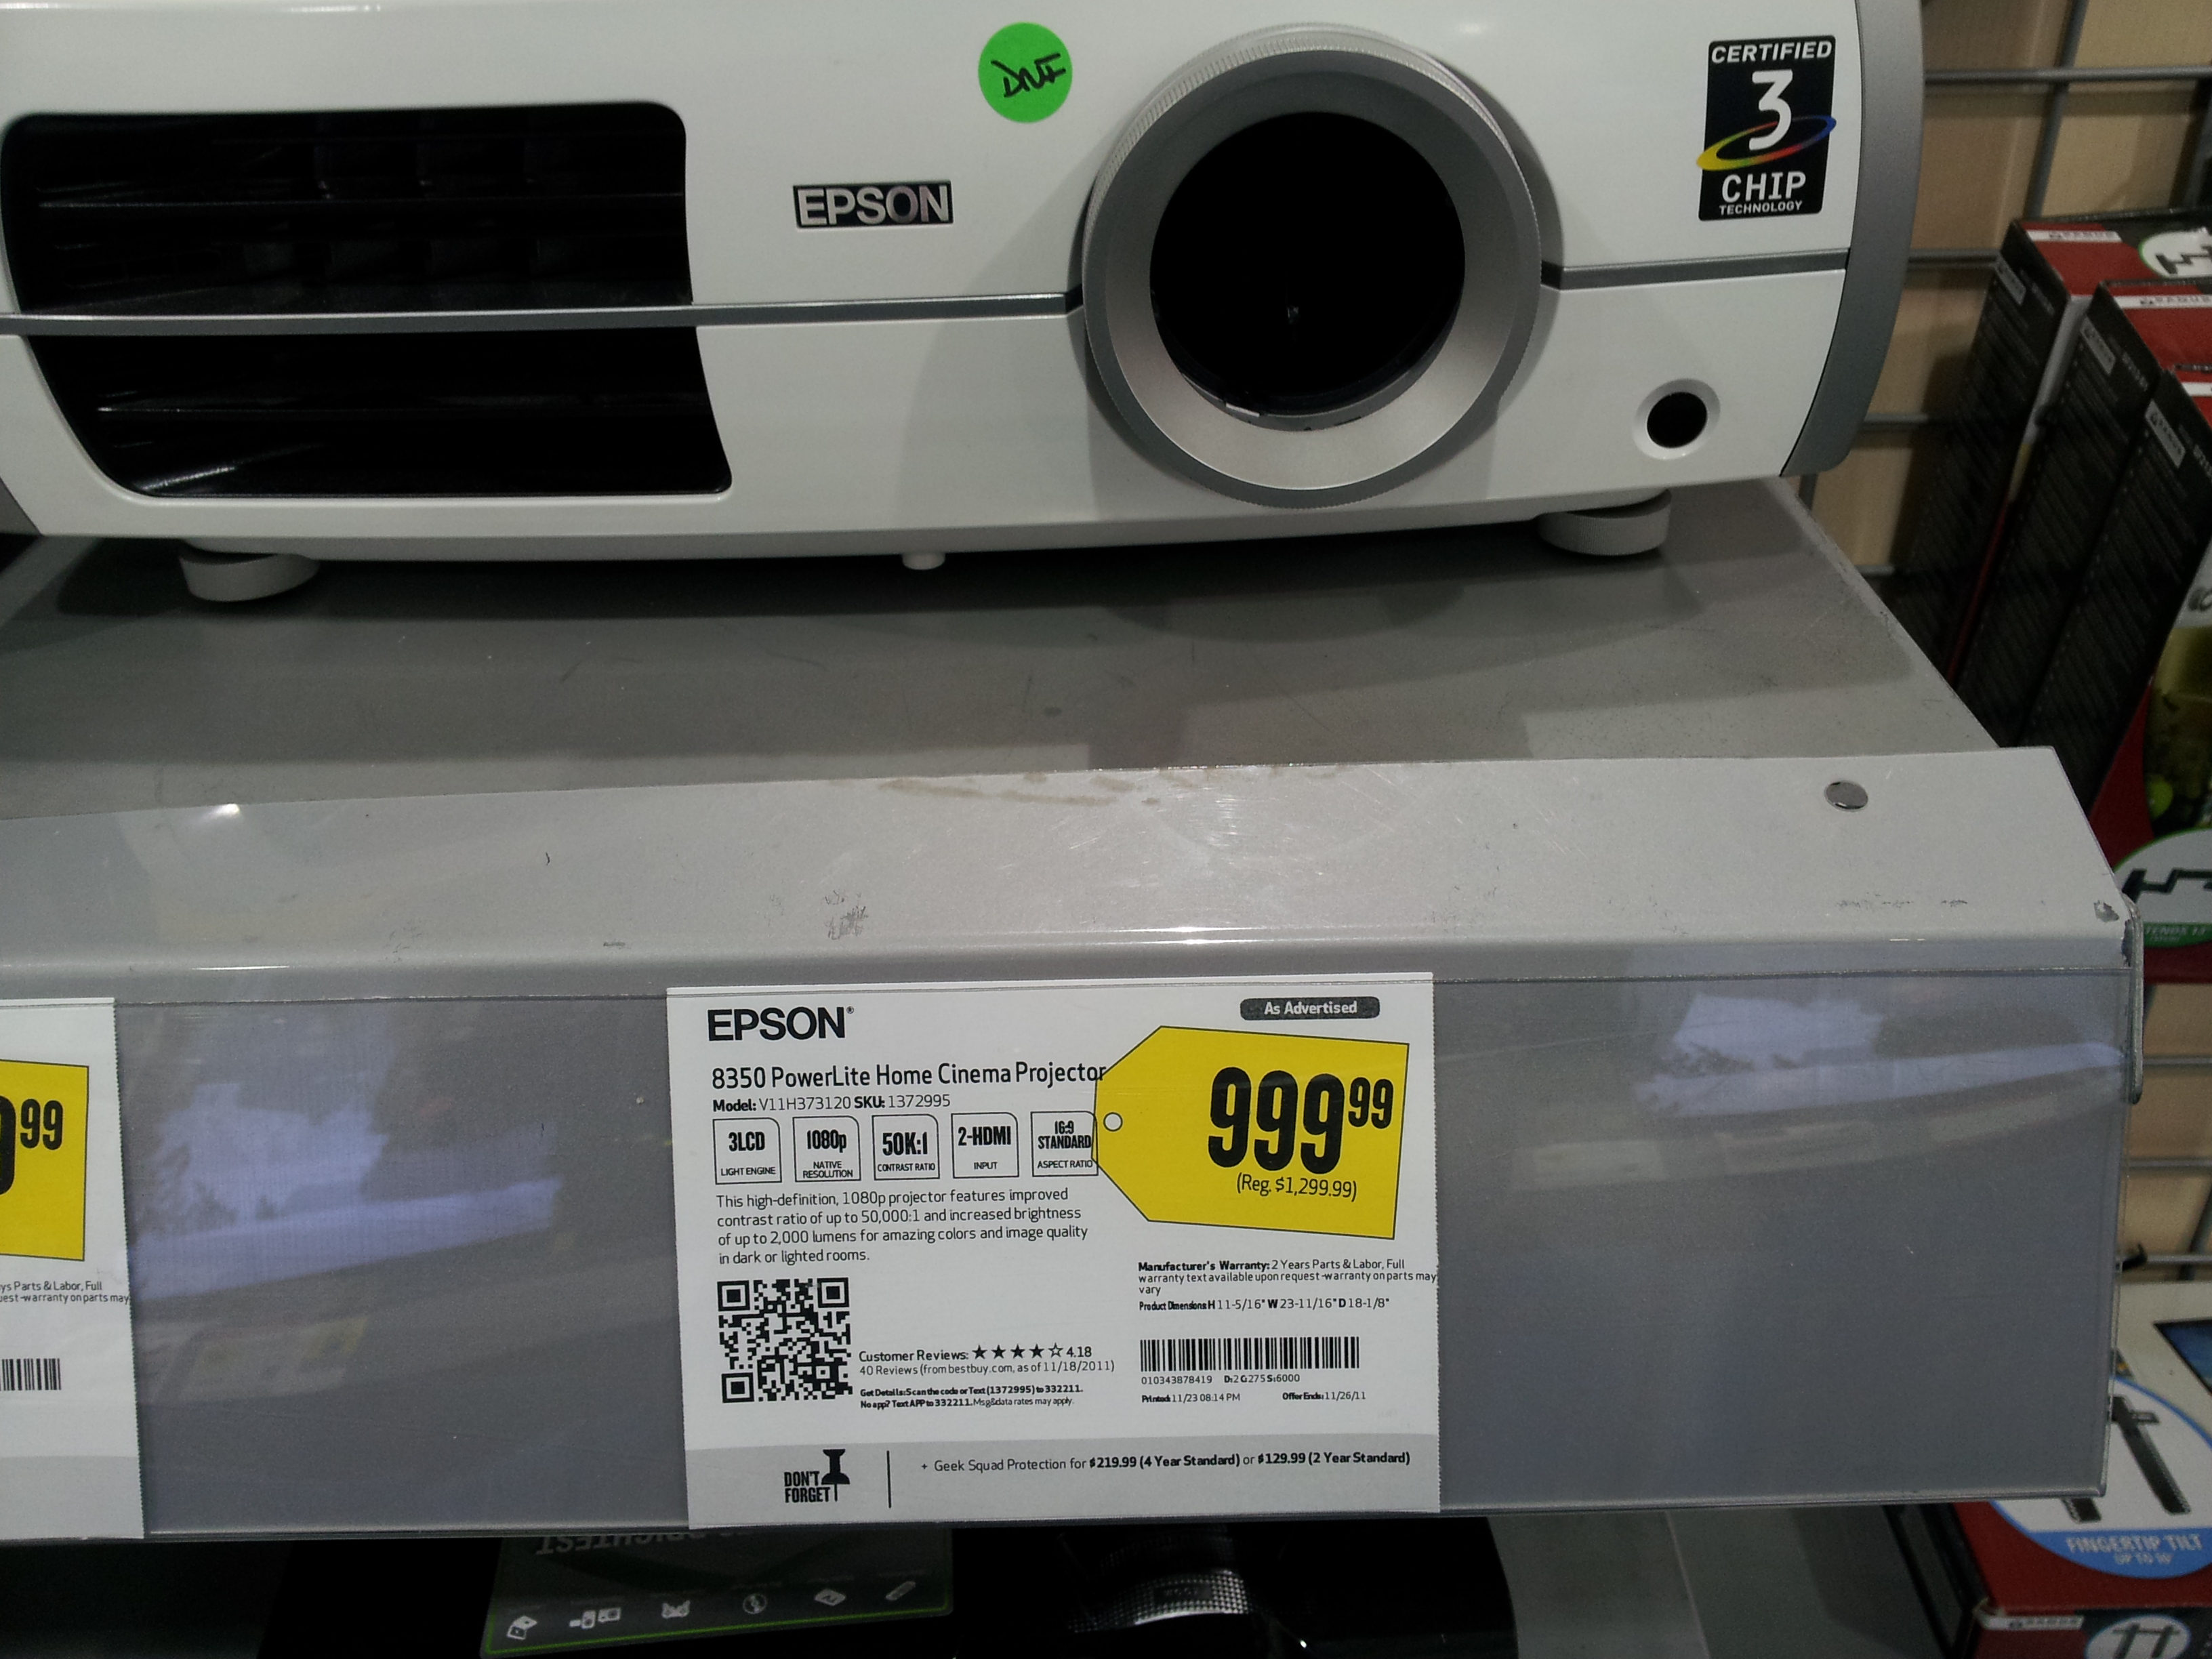 DNF
EPSON
CERTIFIED
3
CHIP
TECHNOLOGY
EPSON®
As Advertised
8350 PowerLite Home Cinema Projector
Model: V11H373120 SKU: 1372995
999 99
(Reg. $1,299.99)
3LCD
LIGHT ENGINE
1080p
NATIVE
RESOLUTION
50K:1
CONTRAST RATIO
2-HDMI
INPUT
16:9
STANDARD
ASPECT RATIO
This high-definition, 1080p projector features improved
contrast ratio of up to 50,000:1 and increased brightness
of up to 2,000 lumens for amazing colors and image quality
in dark or lighted rooms.
Manufacturer's Warranty: 2 Years Parts & Labor, Full
warranty text available upon request-warranty on parts may
vary
Product Dimensions: H 11-5/16" W 23-11/16" D 18-1/8"
Customer Reviews: ★★★★☆ 4.18
40 Reviews (from bestbuy.com, as of 11/18/2011)
Get Details: Scan the code or Text (1372995) to 332211.
No app? Text APP to 332211. Msg&data rates may apply.
010343878419 D:2 C:275 S:6000
Printed: 11/23 08:14 PM Offer Ends: 11/26/11
DON'T
FORGET
+ Geek Squad Protection for $219.99 (4 Year Standard) or $129.99 (2 Year Standard)
99
Parts & Labor, Full
warranty on parts may
FINGERTIP TILT